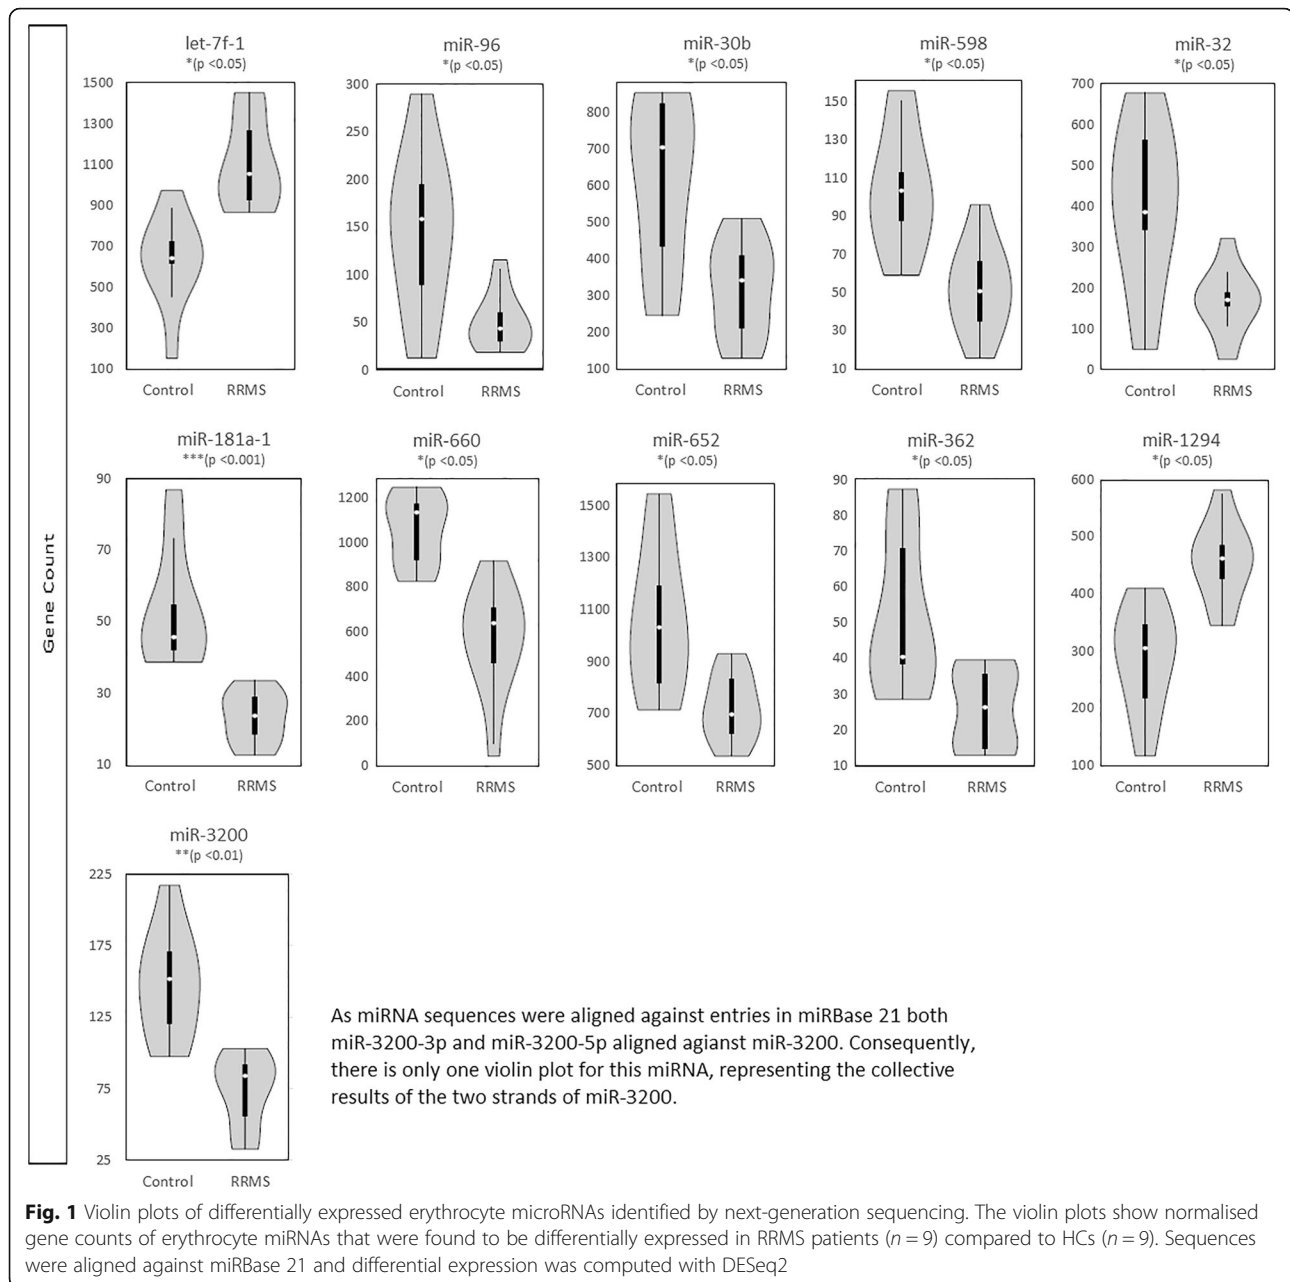 Gene Count
let-7f-1
*(p <0.05)
1500
1300
1100
900
700
500
300
100
Control RRMS
miR-96
*(p <0.05)
300
250
200
150
100
50
0
Control RRMS
miR-30b
*(p <0.05)
800
700
600
500
400
300
200
100
Control RRMS
miR-598
*(p <0.05)
150
130
110
90
70
50
30
10
Control RRMS
miR-32
*(p <0.05)
700
600
500
400
300
200
100
0
Control RRMS
miR-181a-1
***(p <0.001)
90
70
50
30
10
Control RRMS
miR-660
*(p <0.05)
1200
1000
800
600
400
200
0
Control RRMS
miR-652
*(p <0.05)
1500
1300
1100
900
700
500
Control RRMS
miR-362
*(p <0.05)
90
80
70
60
50
40
30
20
10
Control RRMS
miR-1294
*(p <0.05)
600
500
400
300
200
100
Control RRMS
miR-3200
**(p <0.01)
225
175
125
75
25
Control RRMS
As miRNA sequences were aligned against entries in miRBase 21 both
miR-3200-3p and miR-3200-5p aligned agianst miR-3200. Consequently,
there is only one violin plot for this miRNA, representing the collective
results of the two strands of miR-3200.
Fig. 1 Violin plots of differentially expressed erythrocyte microRNAs identified by next-generation sequencing. The violin plots show normalised
gene counts of erythrocyte miRNAs that were found to be differentially expressed in RRMS patients (n = 9) compared to HCs (n = 9). Sequences
were aligned against miRBase 21 and differential expression was computed with DESeq2